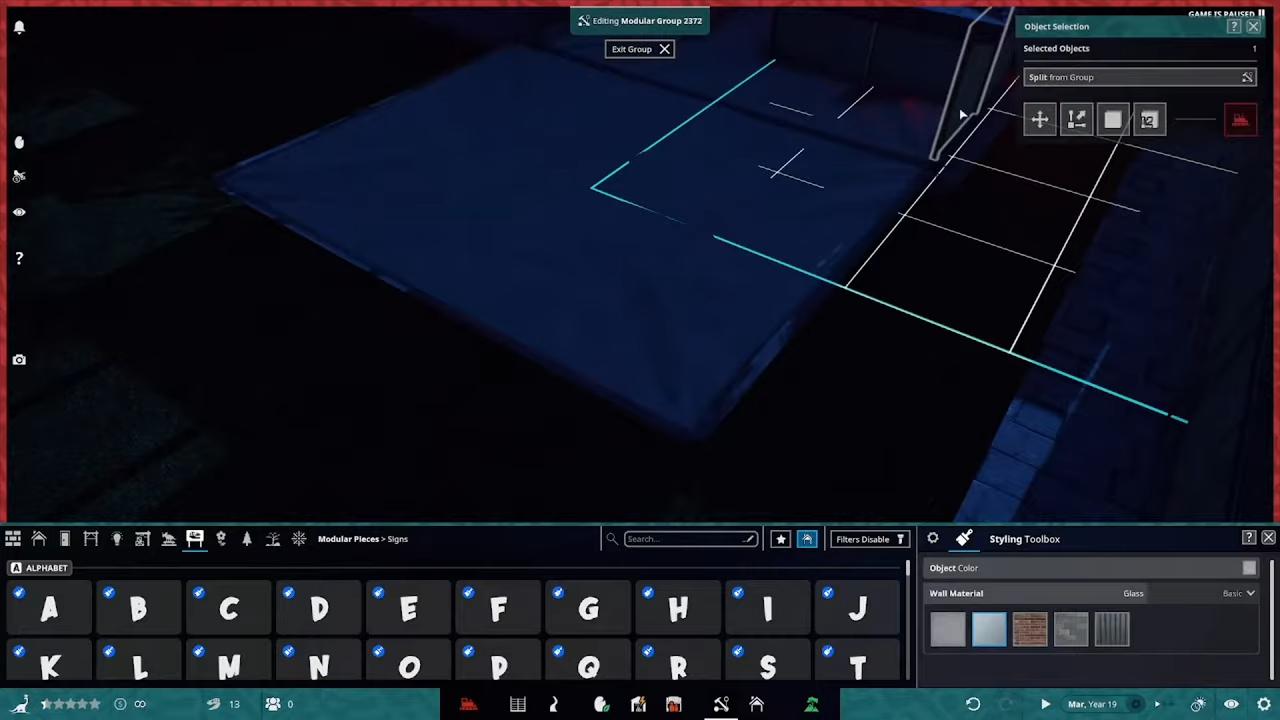 GAME IS PAUSED
Editing Modular Group 2372
Exit Group
Object Selection
?
Selected Objects 1
Split from Group
?
Modular Pieces > Signs
Search...
Filters Disable
A ALPHABET
A B C D E F G H I J
K L M N O P Q R S T
Styling Toolbox
?
Object Color
Wall Material Glass Basic
∞ 13 0
Mar, Year 19